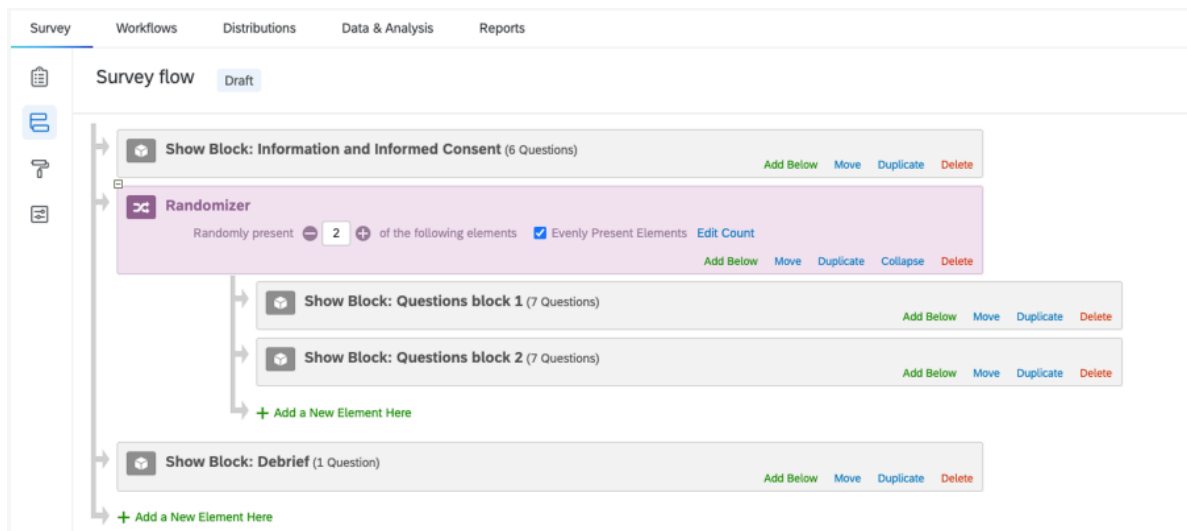 Survey Workflows Distributions Data & Analysis Reports
Survey flow Draft
Show Block: Information and Informed Consent (6 Questions)
Add Below Move Duplicate Delete
Randomizer
Randomly present 2 of the following elements Evenly Present Elements Edit Count
Add Below Move Duplicate Collapse Delete
Show Block: Questions block 1 (7 Questions)
Add Below Move Duplicate Delete
Show Block: Questions block 2 (7 Questions)
Add Below Move Duplicate Delete
+ Add a New Element Here
Show Block: Debrief (1 Question)
Add Below Move Duplicate Delete
+ Add a New Element Here